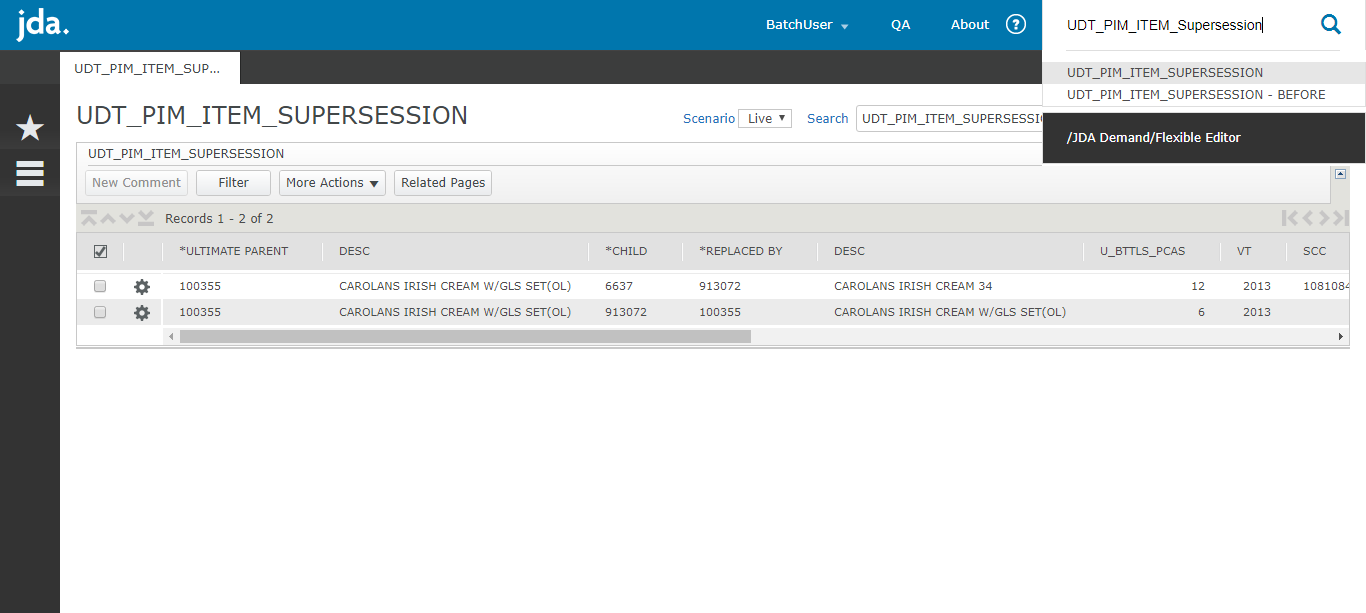 jda.
BatchUser
QA
About
?
UDT_PIM_ITEM_Supersession
UDT_PIM_ITEM_SUPERSESSION
UDT_PIM_ITEM_SUPERSESSION - BEFORE
/JDA Demand/Flexible Editor
UDT_PIM_ITEM_SUP...
UDT_PIM_ITEM_SUPERSESSION
Scenario Live Search UDT_PIM_ITEM_SUPERSESSI
UDT_PIM_ITEM_SUPERSESSION
New Comment Filter More Actions Related Pages
Records 1 - 2 of 2
*ULTIMATE PARENT DESC *CHILD *REPLACED BY DESC U_BTTLS_PCAS VT SCC
100355 CAROLANS IRISH CREAM W/GLS SET(OL) 6637 913072 CAROLANS IRISH CREAM 34 12 2013 1081084
100355 CAROLANS IRISH CREAM W/GLS SET(OL) 913072 100355 CAROLANS IRISH CREAM W/GLS SET(OL) 6 2013